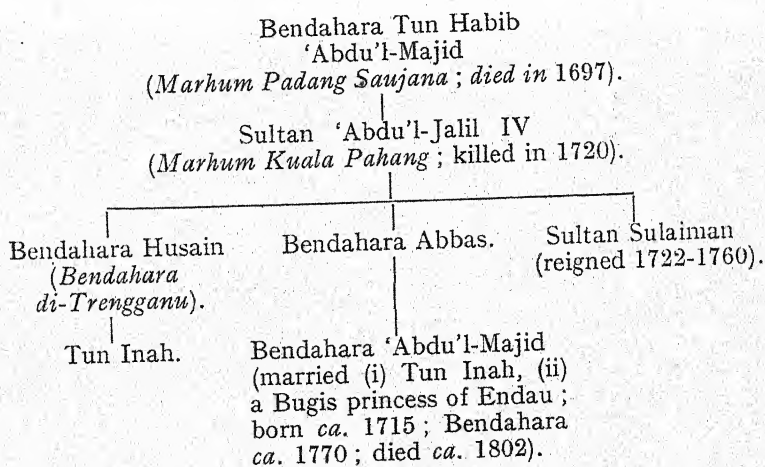 Bendahara Tun Habib
‘Abdu’l-Majid
(Marhum Padang Saujana ; died in 1697).
Sultan ‘Abdu’l-Jalil IV
(Marhum Kuala Pahang ; killed in 1720).
Bendahara Husain
(Bendahara
di-Trengganu).
Tun Inah.
Bendahara Abbas.
Bendahara ‘Abdu’l-Majid
(married (i) Tun Inah, (ii)
a Bugis princess of Endau ;
born ca. 1715 ; Bendahara
ca. 1770 ; died ca. 1802).
Sultan Sulaiman
(reigned 1722-1760).